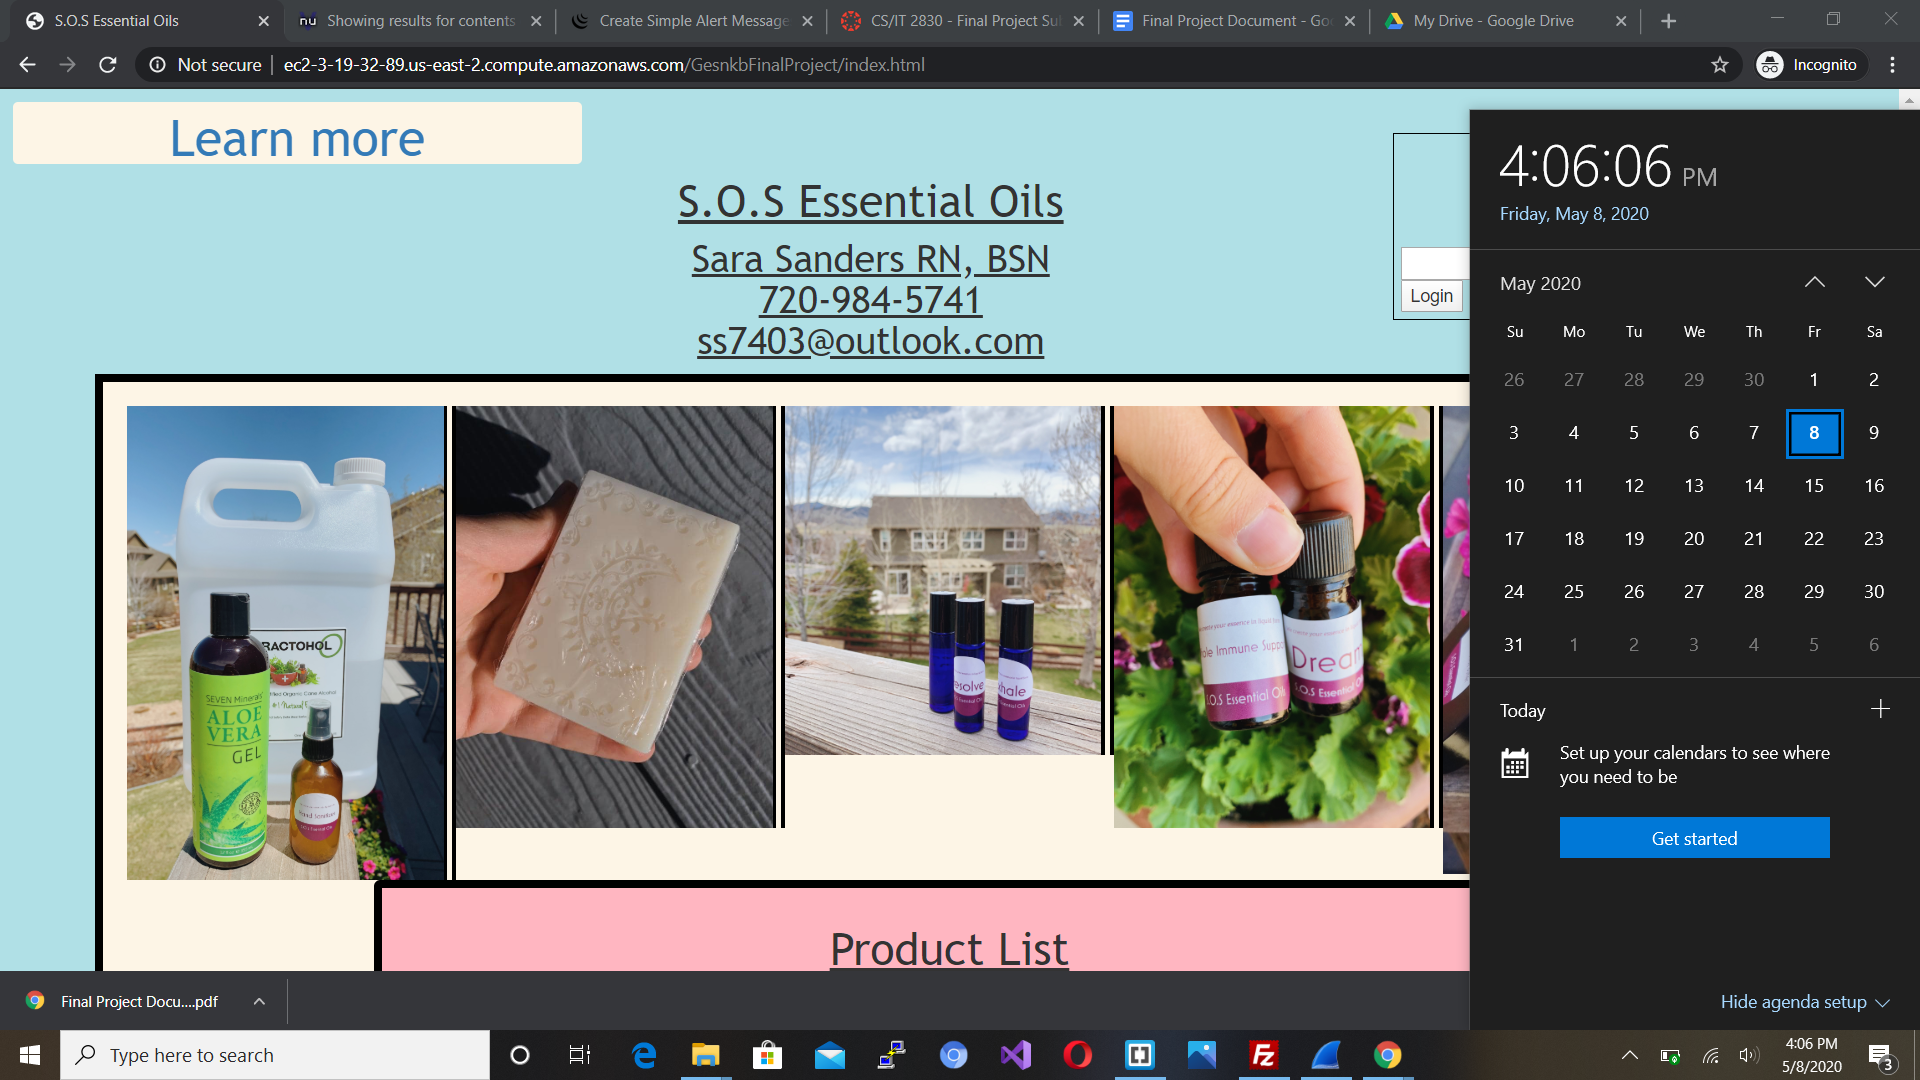 S.O.S Essential Oils
Showing results for contents
Create Simple Alert Message
CS/IT 2830 - Final Project Su
Final Project Document - Go
My Drive - Google Drive
Not secure
ec2-3-19-32-89.us-east-2.compute.amazonaws.com/GesnkbFinalProject/index.html
Incognito
Learn more
S.O.S Essential Oils
Sara Sanders RN, BSN
720-984-5741
ss7403@outlook.com
Login
BACTOHOL
SEVEN Minerals
ALOE
VERA
GEL
Hand Sanitizer
esolve
hale
le Immune Supp
S.O.S Essential Oils
Dream
S.O.S Essential Oils
Product List
4:06:06 PM
Friday, May 8, 2020
May 2020
Su Mo Tu We Th Fr Sa
26 27 28 29 30 1 2
3 4 5 6 7 8 9
10 11 12 13 14 15 16
17 18 19 20 21 22 23
24 25 26 27 28 29 30
31 1 2 3 4 5 6
Today
Set up your calendars to see where
you need to be
Get started
Hide agenda setup
Final Project Docu....pdf
Type here to search
4:06 PM
5/8/2020
3